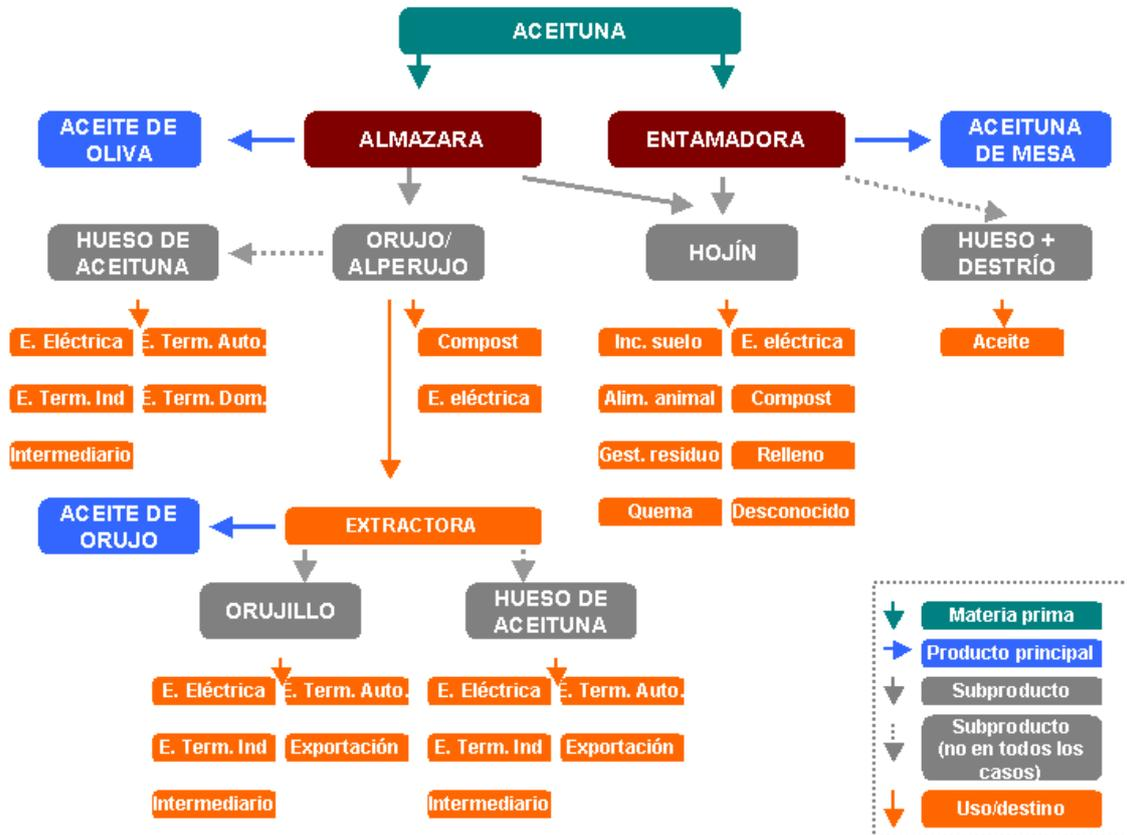 ACEITUNA
ACEITE DE
OLIVA
ALMAZARA
ENTAMADORA
ACEITUNA
DE MESA
HUESO DE
ACEITUNA
ORUJO/
ALPERUJO
HOJÍN
HUESO +
DESTRÍO
E. Eléctrica
E. Term. Auto.
E. Term. Ind
E. Term. Dom.
Intermediario
Compost
E. eléctrica
Inc. suelo
E. eléctrica
Alim. animal
Compost
Gest. residuo
Relleno
Quema
Desconocido
Aceite
ACEITE DE
ORUJO
EXTRACTORA
ORUJILLO
HUESO DE
ACEITUNA
E. Eléctrica
E. Term. Auto.
E. Term. Ind
Exportación
Intermediario
E. Eléctrica
E. Term. Auto.
E. Term. Ind
Exportación
Intermediario
Materia prima
Producto principal
Subproducto
Subproducto
(no en todos los
casos)
Uso/destino